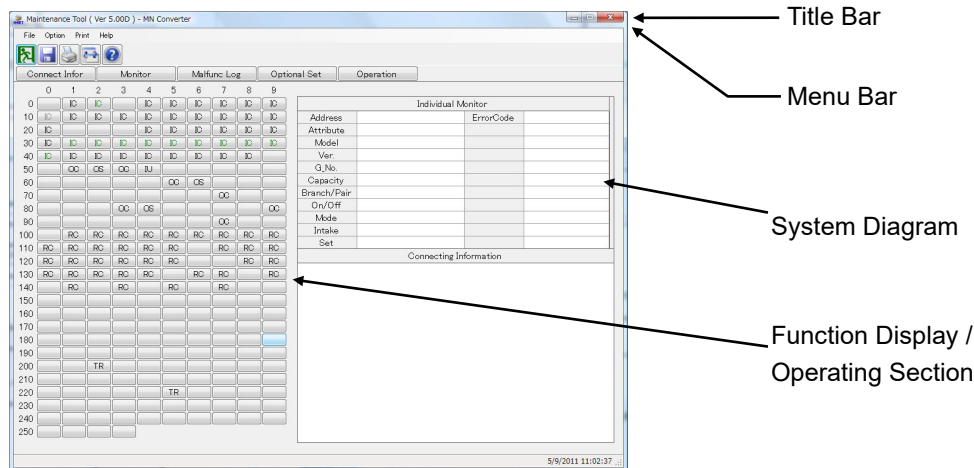 Maintenance Tool ( Ver 5.00D ) - MN Converter
Title Bar
File Option Print Help
Menu Bar
Connect Infor Monitor Malfunc Log Optional Set Operation
0 1 2 3 4 5 6 7 8 9
0 IC IC IC IC IC IC IC IC
10 IC IC IC IC IC IC IC IC IC IC
20 IC IC IC IC IC IC IC
30 IC IC IC IC IC IC IC IC IC IC
40 IC IC IC IC IC IC IC IC IC IC
50 OC OS OC IU
60 OC OS
70 OC
80 OC OS OC
90 OC
100 RC RC RC RC RC RC RC RC RC
110 RC RC RC RC RC RC RC RC RC
120 RC RC RC RC RC RC RC RC
130 RC RC RC RC RC RC RC RC
140 RC RC RC RC
150
160
170
180
190
200 TR
210
220 TR
230
240
250
Individual Monitor
Address ErrorCode
Attribute
Model
Ver.
G_No.
Capacity
Branch/Pair
On/Off
Mode
Intake
Set
Connecting Information
System Diagram
Function Display /
Operating Section
5/9/2011 11:02:37